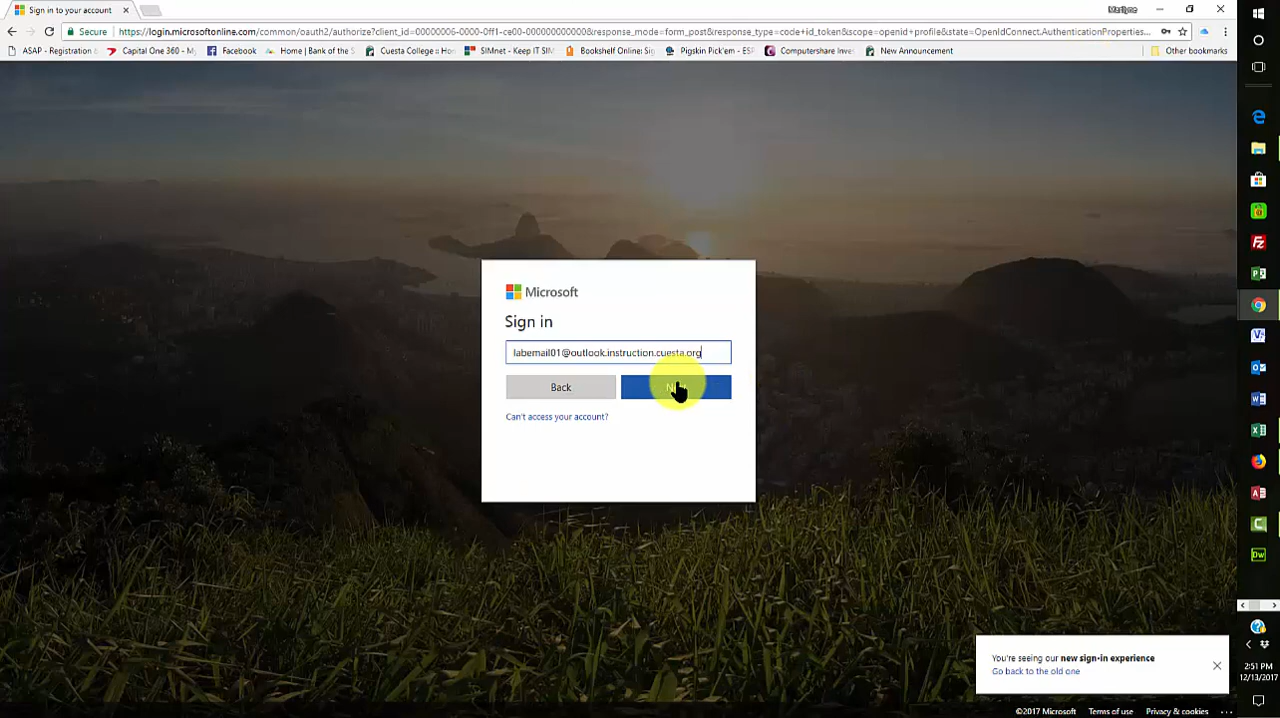 Sign in to your account
Marilyne
Secure
https://login.microsoftonline.com/common/oauth2/authorize?client_id=00000006-0000-0ff1-ce00-000000000000&response_mode=form_post&response_type=code+id_token&scope=openid+profile&state=OpenIdConnect.AuthenticationProperties...
ASAP - Registration
Capital One 360 - My
Facebook
Home | Bank of the S
Cuesta College » Hom
SIMnet - Keep IT SIM
Bookshelf Online: Sig
Pigskin Pick'em - ESP
Computershare Inves
New Announcement
Other bookmarks
Microsoft
Sign in
labemail01@outlook.instruction.cuesta.org
Back
Can't access your account?
You're seeing our new sign-in experience
Go back to the old one
2:51 PM
12/13/2017
©2017 Microsoft Terms of use Privacy & cookies ...